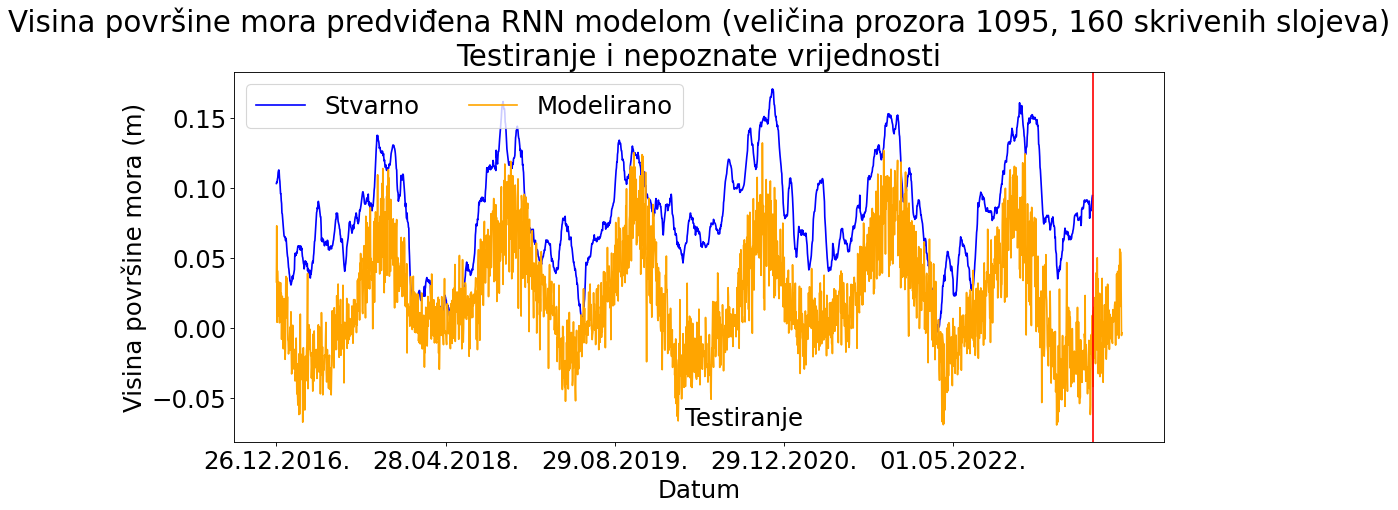 Visina površine mora predviđena RNN modelom (veličina prozora 1095, 160 skrivenih slojeva)
Testiranje i nepoznate vrijednosti
Stvarno Modelirano
Visina površine mora (m)
0.15
0.10
0.05
0.00
−0.05
Testiranje
26.12.2016. 28.04.2018. 29.08.2019. 29.12.2020. 01.05.2022.
Datum